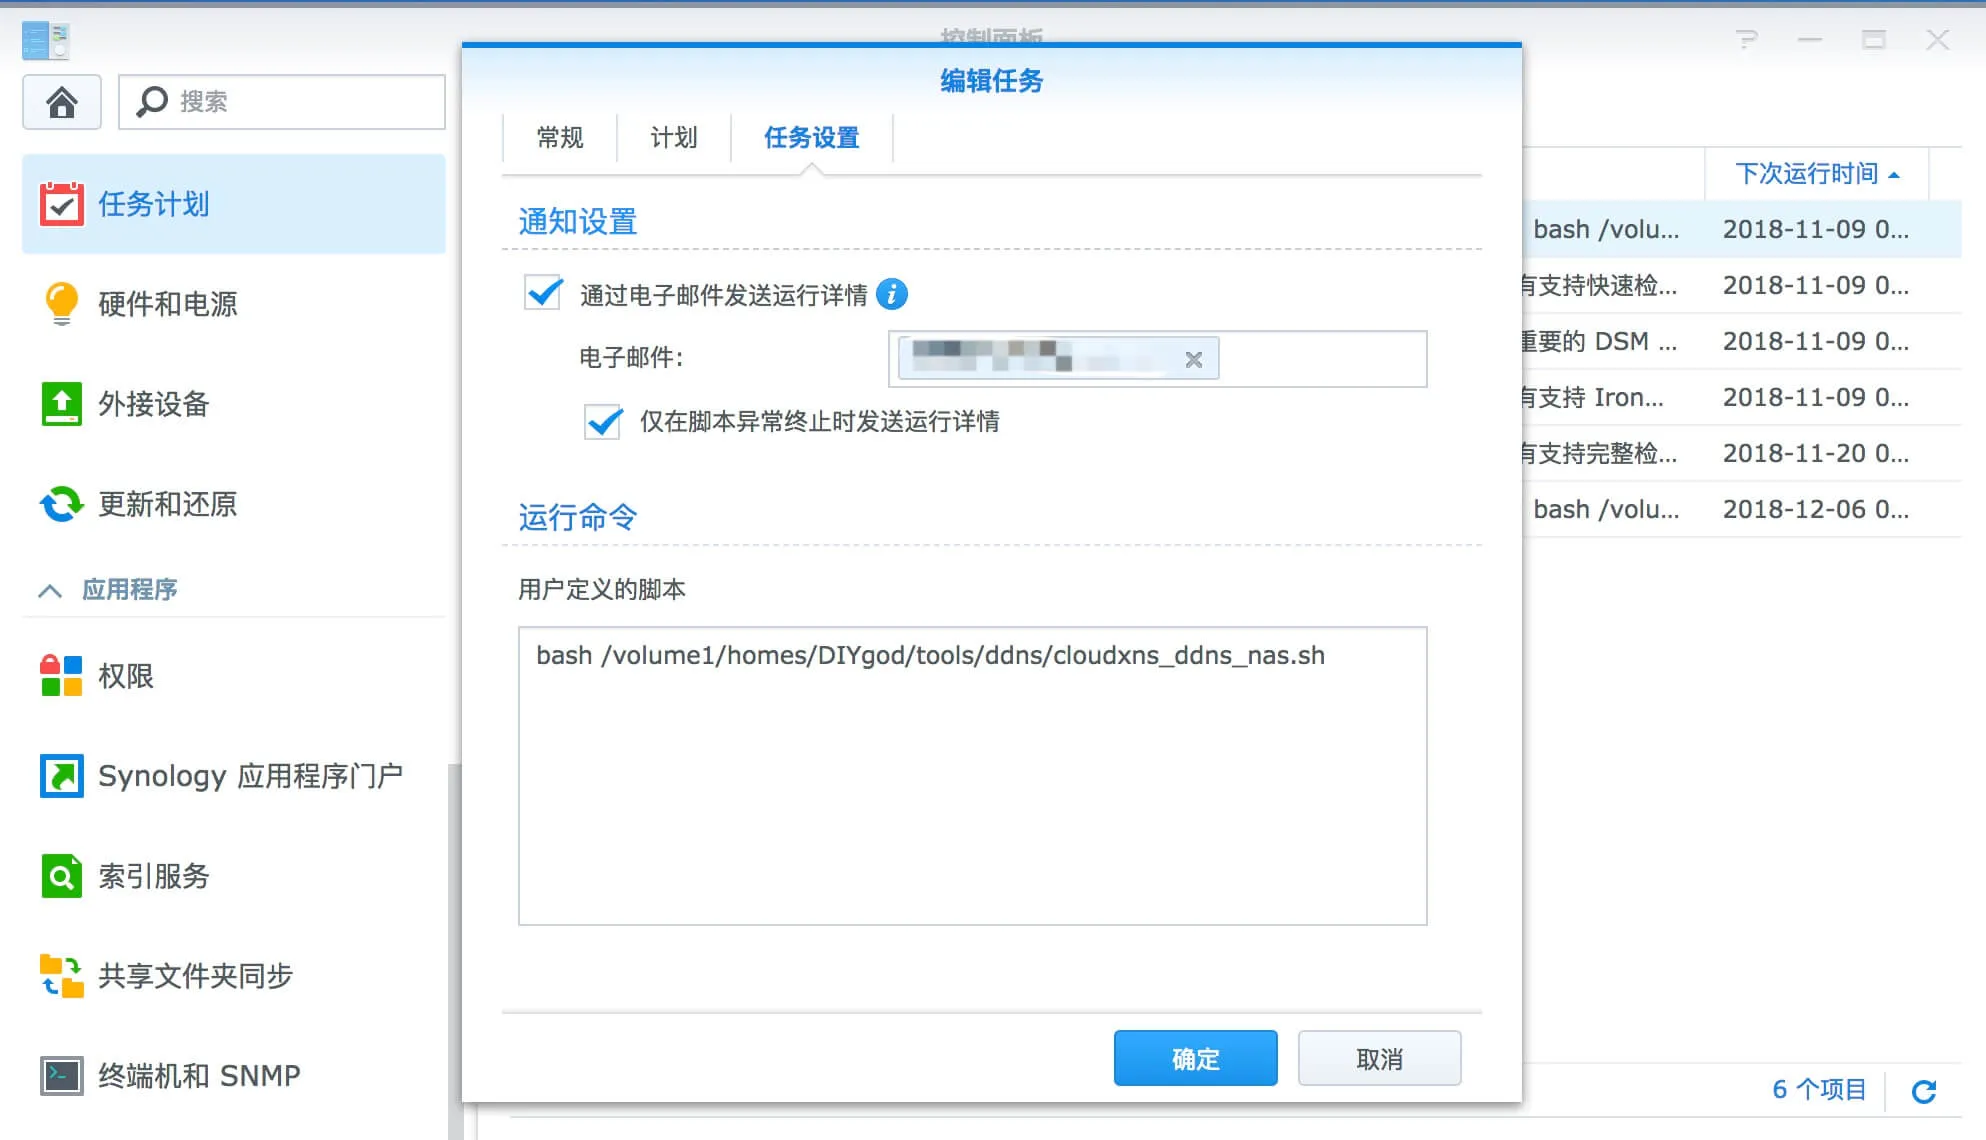 控制面板
搜索
任务计划
硬件和电源
外接设备
更新和还原
应用程序
权限
Synology 应用程序门户
索引服务
共享文件夹同步
终端机和 SNMP
编辑任务
常规
计划
任务设置
通知设置
通过电子邮件发送运行详情
电子邮件:
仅在脚本异常终止时发送运行详情
运行命令
用户定义的脚本
bash /volume1/homes/DIYgod/tools/ddns/cloudxns_ddns_nas.sh
确定
取消
下次运行时间
bash /volu... 2018-11-09 0...
有支持快速检... 2018-11-09 0...
重要的 DSM ... 2018-11-09 0...
有支持 Iron... 2018-11-09 0...
有支持完整检... 2018-11-20 0...
bash /volu... 2018-12-06 0...
6 个项目